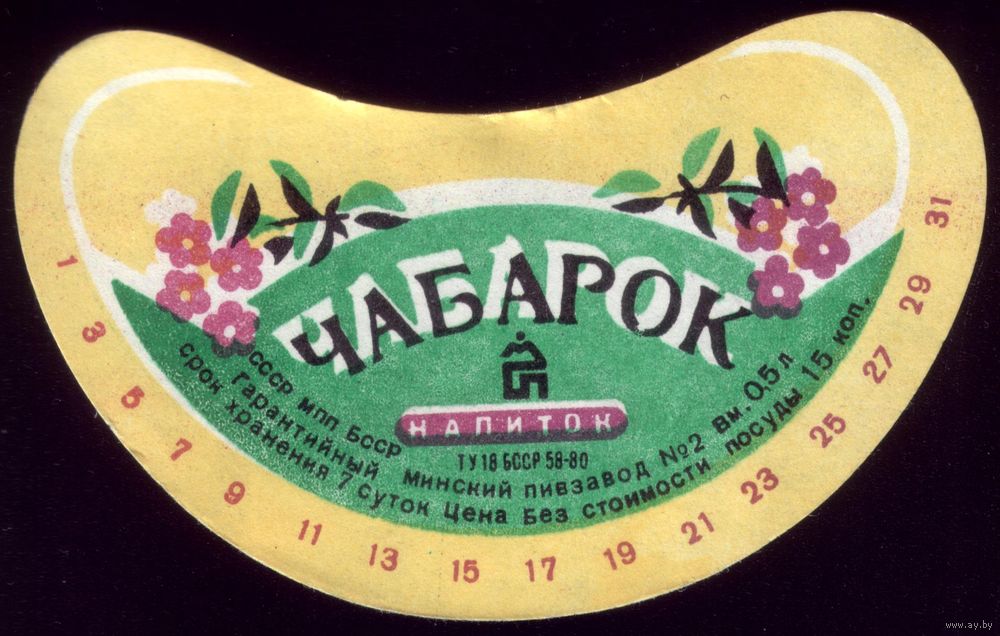 ЧАБАРОК
НАПИТОК
ТУ 18 БССР 58-80
СССР МПП БССР Минский пивзавод №2 вм. 0,5 л
Гарантийный срок хранения 7 суток Цена без стоимости посуды 15 коп.
1 3 5 7 9 11 13 15 17 19 21 23 25 27 29 31
www.ay.by